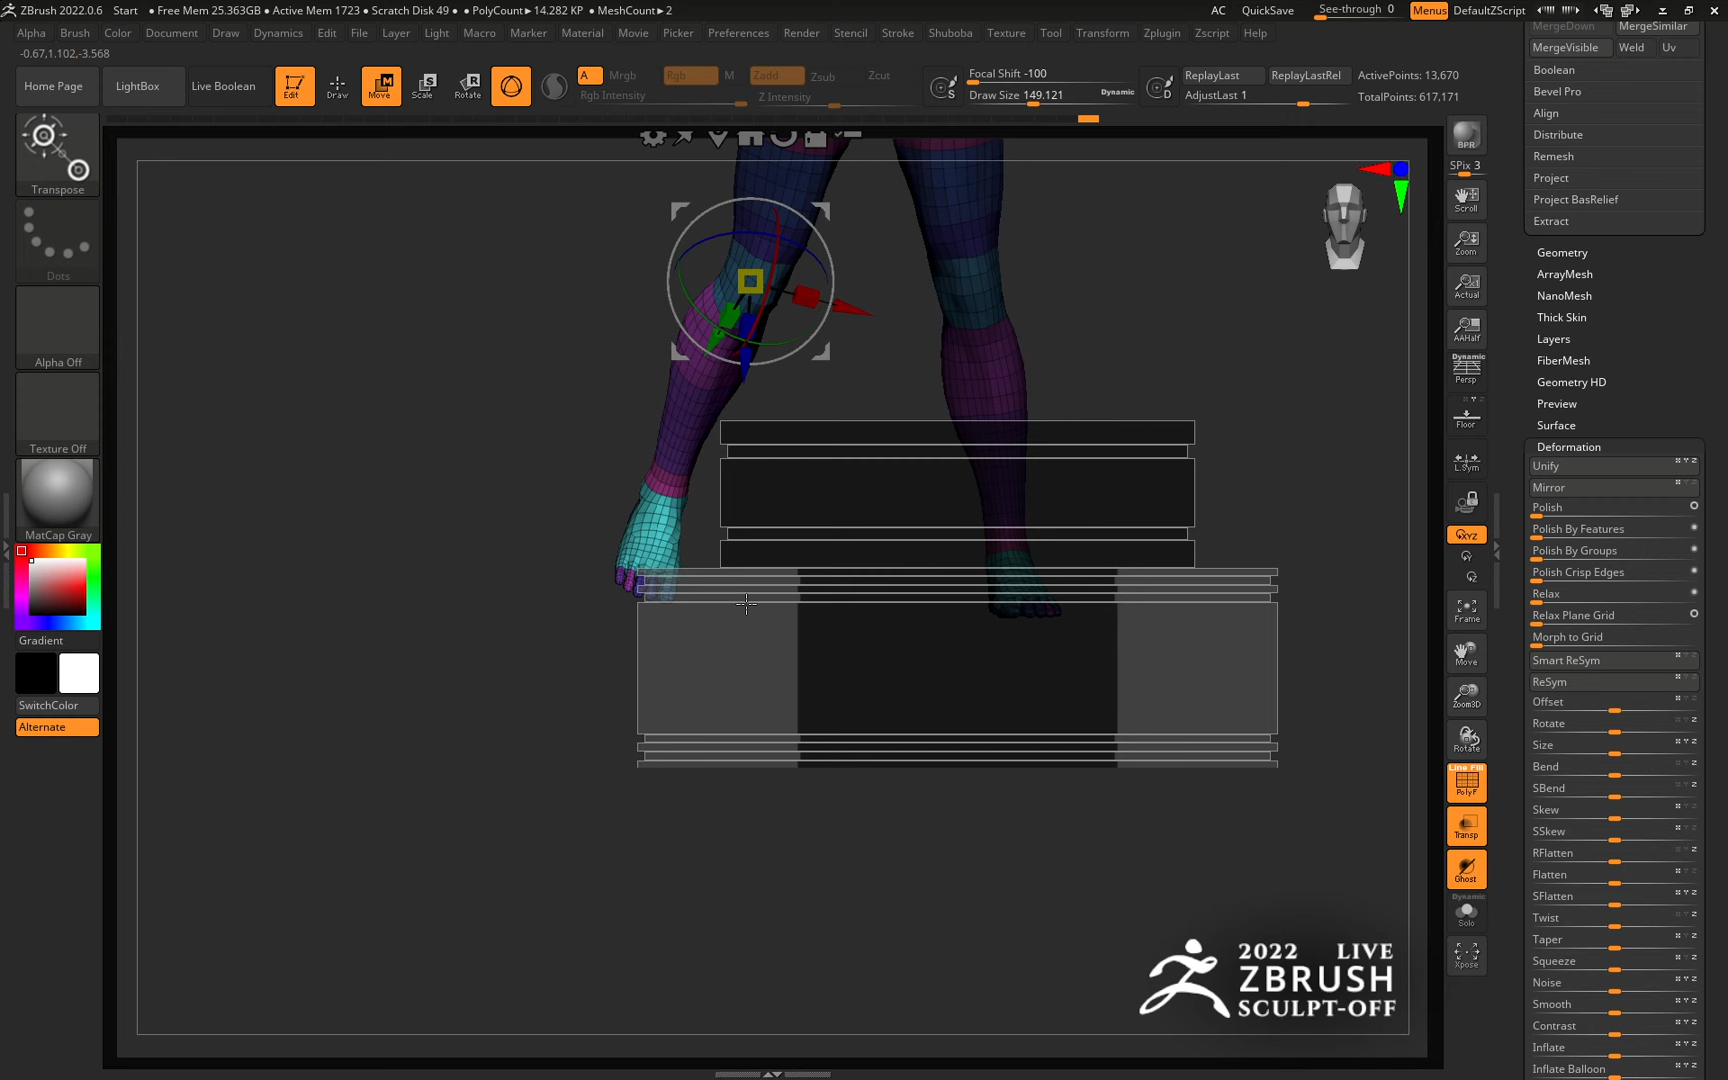 ZBrush 2022.0.6 Start • Free Mem 25.363GB • Active Mem 1723 • Scratch Disk 49 • PolyCount▸ 14.282 KP • MeshCount▸ 2
AC QuickSave See-through 0 Menus DefaultZScript
Alpha Brush Color Document Draw Dynamics Edit File Layer Light Macro Marker Material Movie Picker Preferences Render Stencil Stroke Shuboba Texture Tool Transform Zplugin Zscript Help
-0.67,1.102,-3.568
Home Page LightBox Live Boolean Edit Draw Move Scale Rotate
A Mrgb Rgb M Zadd Zsub Zcut
Rgb Intensity Z Intensity
S Focal Shift -100
Draw Size 149.121 Dynamic
D ReplayLast ReplayLastRel
AdjustLast 1
ActivePoints: 13,670
TotalPoints: 617,171
Transpose
Dots
Alpha Off
Texture Off
MatCap Gray
Gradient
SwitchColor
Alternate
2022 LIVE
ZBRUSH
SCULPT-OFF
BPR
SPix 3
Scroll
Zoom
Actual
AAHalf
Dynamic
Persp
Floor
L.Sym
XYZ
Y
Z
Frame
Move
Zoom3D
Rotate
Line Fill
PolyF
Transp
Ghost
Dynamic
Solo
Xpose
MergeDown MergeSimilar
MergeVisible Weld Uv
Boolean
Bevel Pro
Align
Distribute
Remesh
Project
Project BasRelief
Extract
Geometry
ArrayMesh
NanoMesh
Thick Skin
Layers
FiberMesh
Geometry HD
Preview
Surface
Deformation
Unify
Mirror
Polish
Polish By Features
Polish By Groups
Polish Crisp Edges
Relax
Relax Plane Grid
Morph to Grid
Smart ReSym
ReSym
Offset
Rotate
Size
Bend
SBend
Skew
SSkew
RFlatten
Flatten
SFlatten
Twist
Taper
Squeeze
Noise
Smooth
Contrast
Inflate
Inflate Balloon